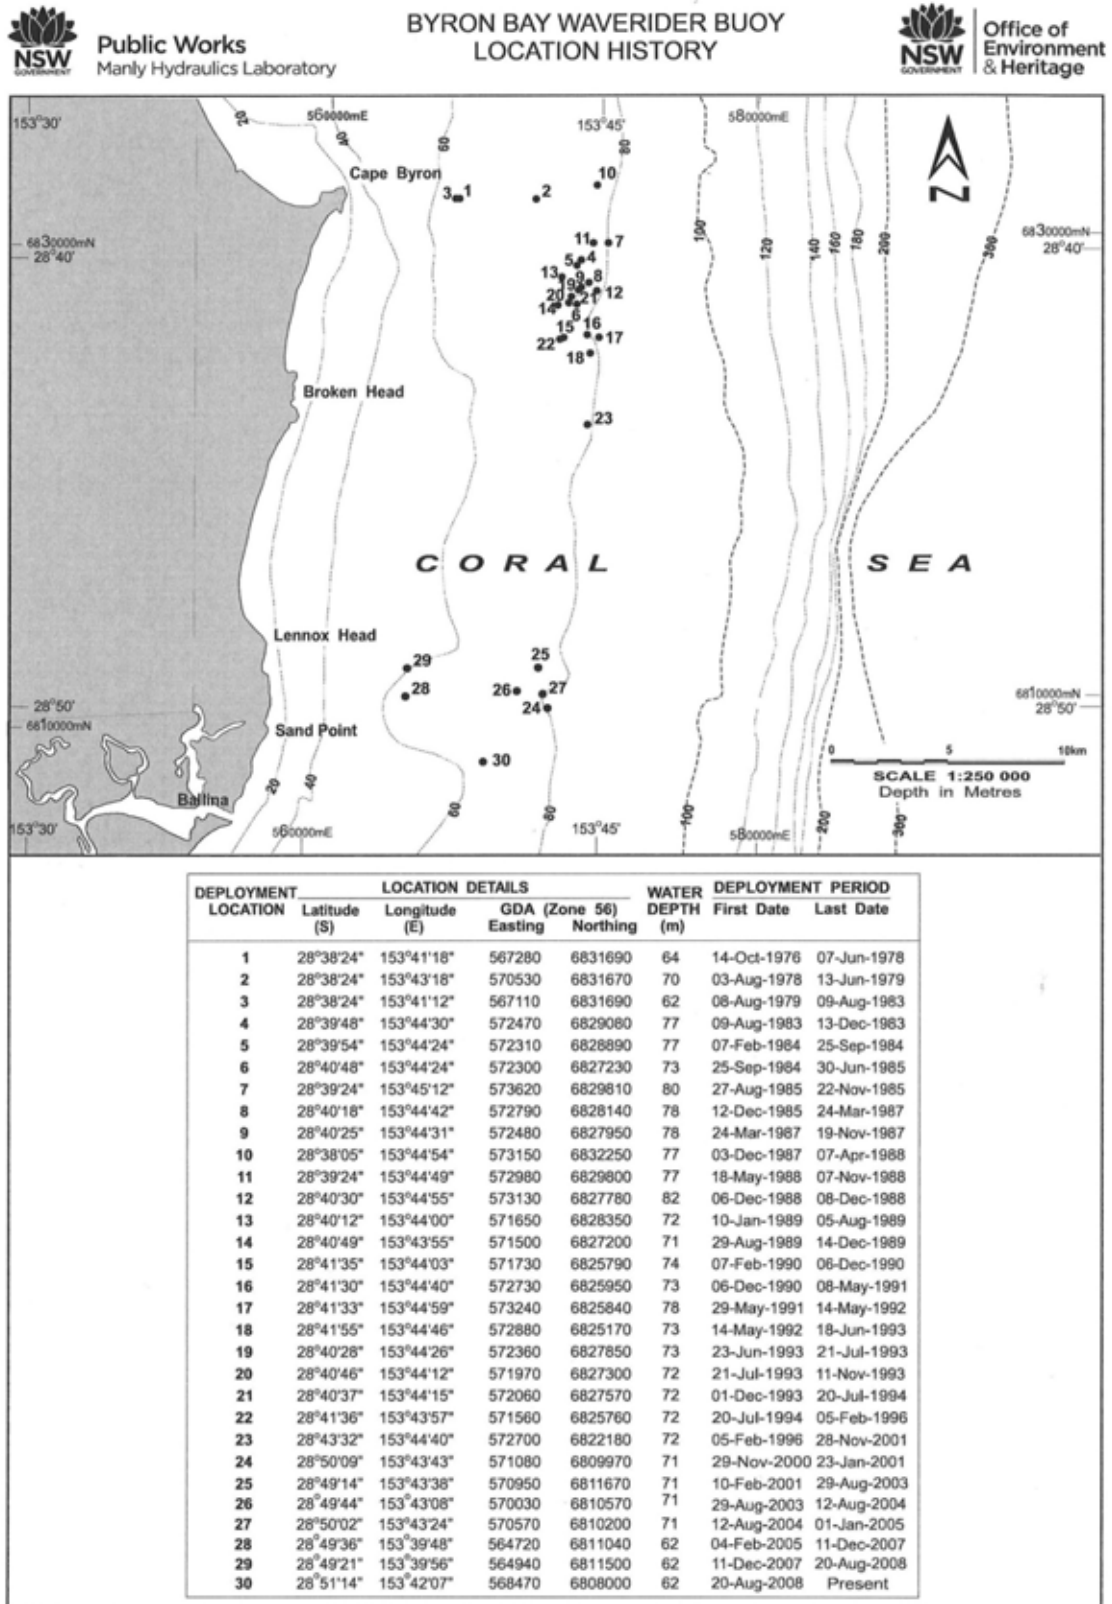 NSW
GOVERNMENT
Public Works
Manly Hydraulics Laboratory
BYRON BAY WAVERIDER BUOY
LOCATION HISTORY
NSW
GOVERNMENT
Office of
Environment
& Heritage
153°30'
20
560000mE
40
60
153°45'
80
580000mE
Cape Byron
3 1
2
10
N
11 7
6830000mN
28°40'
100
120
140
160
180
200
300
6830000mN
28°40'
5 4
13 9 8
19 12
20 21
14 6
15 16
22 17
18
Broken Head
23
CORAL SEA
Lennox Head
29
25
28
26 27
24
28°50'
6810000mN
6810000mN
28°50'
Sand Point
30
0 5 10km
SCALE 1:250 000
Depth in Metres
Ballina
20
40
60
80
100
200
300
153°30'
560000mE
153°45'
580000mE
DEPLOYMENT LOCATION DETAILS WATER DEPLOYMENT PERIOD
LOCATION Latitude Longitude GDA (Zone 56) DEPTH First Date Last Date
(S) (E) Easting Northing (m)
1 28°38'24" 153°41'18" 567280 6831690 64 14-Oct-1976 07-Jun-1978
2 28°38'24" 153°43'18" 570530 6831670 70 03-Aug-1978 13-Jun-1979
3 28°38'24" 153°41'12" 567110 6831690 62 08-Aug-1979 09-Aug-1983
4 28°39'48" 153°44'30" 572470 6829080 77 09-Aug-1983 13-Dec-1983
5 28°39'54" 153°44'24" 572310 6828890 77 07-Feb-1984 25-Sep-1984
6 28°40'48" 153°44'24" 572300 6827230 73 25-Sep-1984 30-Jun-1985
7 28°39'24" 153°45'12" 573620 6829810 80 27-Aug-1985 22-Nov-1985
8 28°40'18" 153°44'42" 572790 6828140 78 12-Dec-1985 24-Mar-1987
9 28°40'25" 153°44'31" 572480 6827950 78 24-Mar-1987 19-Nov-1987
10 28°38'05" 153°44'54" 573150 6832250 77 03-Dec-1987 07-Apr-1988
11 28°39'24" 153°44'49" 572980 6829800 77 18-May-1988 07-Nov-1988
12 28°40'30" 153°44'55" 573130 6827780 82 06-Dec-1988 08-Dec-1988
13 28°40'12" 153°44'00" 571650 6828350 72 10-Jan-1989 05-Aug-1989
14 28°40'49" 153°43'55" 571500 6827200 71 29-Aug-1989 14-Dec-1989
15 28°41'35" 153°44'03" 571730 6825790 74 07-Feb-1990 06-Dec-1990
16 28°41'30" 153°44'40" 572730 6825950 73 06-Dec-1990 08-May-1991
17 28°41'33" 153°44'59" 573240 6825840 78 29-May-1991 14-May-1992
18 28°41'55" 153°44'46" 572880 6825170 73 14-May-1992 18-Jun-1993
19 28°40'28" 153°44'26" 572360 6827850 73 23-Jun-1993 21-Jul-1993
20 28°40'46" 153°44'12" 571970 6827300 72 21-Jul-1993 11-Nov-1993
21 28°40'37" 153°44'15" 572060 6827570 72 01-Dec-1993 20-Jul-1994
22 28°41'36" 153°43'57" 571560 6825760 72 20-Jul-1994 05-Feb-1996
23 28°43'32" 153°44'40" 572700 6822180 72 05-Feb-1996 28-Nov-2001
24 28°50'09" 153°43'43" 571080 6809970 71 29-Nov-2000 23-Jan-2001
25 28°49'14" 153°43'38" 570950 6811670 71 10-Feb-2001 29-Aug-2003
26 28°49'44" 153°43'08" 570030 6810570 71 29-Aug-2003 12-Aug-2004
27 28°50'02" 153°43'24" 570570 6810200 71 12-Aug-2004 01-Jan-2005
28 28°49'36" 153°39'48" 564720 6811040 62 04-Feb-2005 11-Dec-2007
29 28°49'21" 153°39'56" 564940 6811500 62 11-Dec-2007 20-Aug-2008
30 28°51'14" 153°42'07" 568470 6808000 62 20-Aug-2008 Present